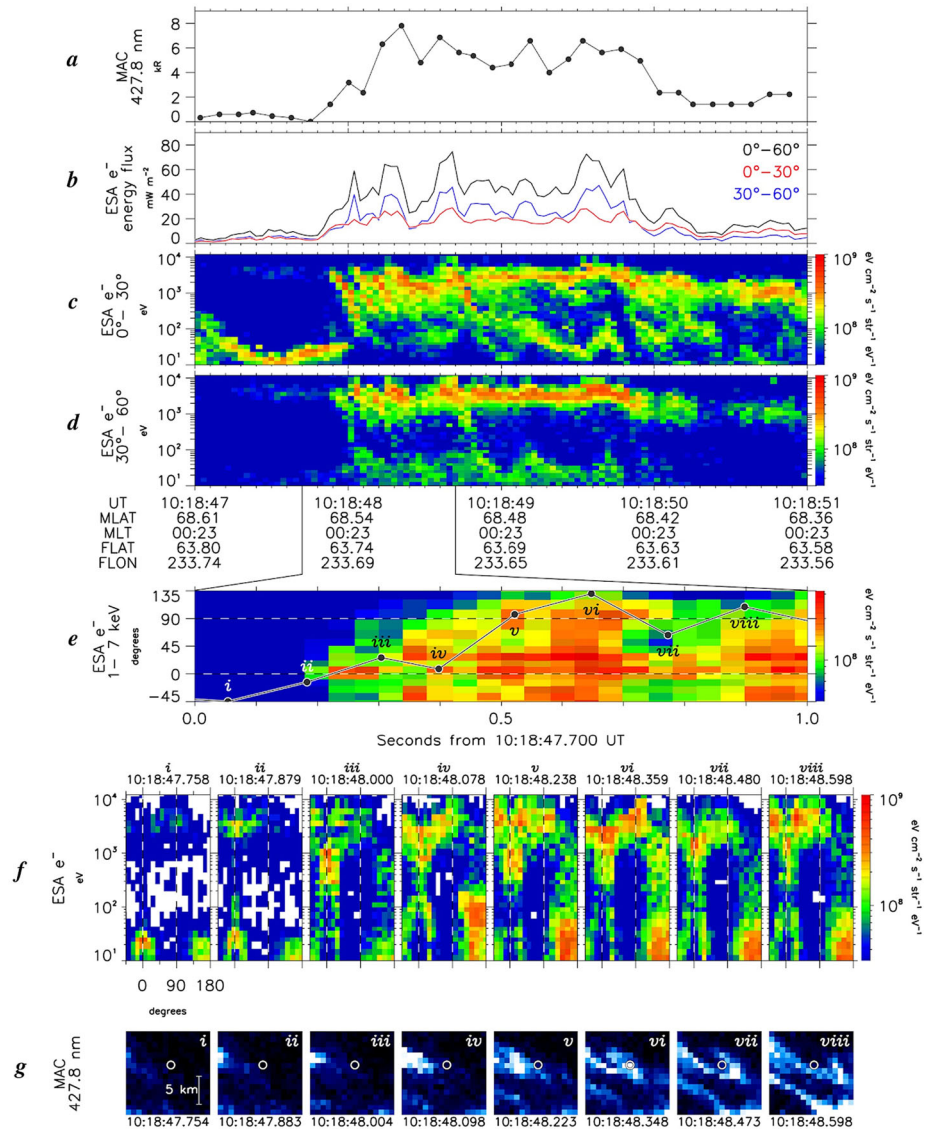 a
MAC
427.8 nm
kR
8
6
4
2
0
b
ESA e⁻
energy flux
mW m⁻²
80
60
40
20
0
0°−60°
0°−30°
30°−60°
c
ESA e⁻
0°− 30°
eV
10⁴
10³
10²
10¹
10⁹
10⁸
eV cm⁻² s⁻¹ str⁻¹ eV⁻¹
d
ESA e⁻
30°− 60°
eV
10⁴
10³
10²
10¹
10⁹
10⁸
eV cm⁻² s⁻¹ str⁻¹ eV⁻¹
UT 10:18:47 10:18:48 10:18:49 10:18:50 10:18:51
MLAT 68.61 68.54 68.48 68.42 68.36
MLT 00:23 00:23 00:23 00:23 00:23
FLAT 63.80 63.74 63.69 63.63 63.58
FLON 233.74 233.69 233.65 233.61 233.56
e
ESA e⁻
1− 7 keV
degrees
135
90
45
0
−45
i ii iii iv v vi vii viii
10⁹
10⁸
eV cm⁻² s⁻¹ str⁻¹ eV⁻¹
0.0 0.5 1.0
Seconds from 10:18:47.700 UT
i ii iii iv v vi vii viii
10:18:47.758 10:18:47.879 10:18:48.000 10:18:48.078 10:18:48.238 10:18:48.359 10:18:48.480 10:18:48.598
f
ESA e⁻
eV
10⁴
10³
10²
10¹
10⁹
10⁸
eV cm⁻² s⁻¹ str⁻¹ eV⁻¹
0 90 180
degrees
g
MAC
427.8 nm
i ii iii iv v vi vii viii
5 km
10:18:47.754 10:18:47.883 10:18:48.004 10:18:48.098 10:18:48.223 10:18:48.348 10:18:48.473 10:18:48.598